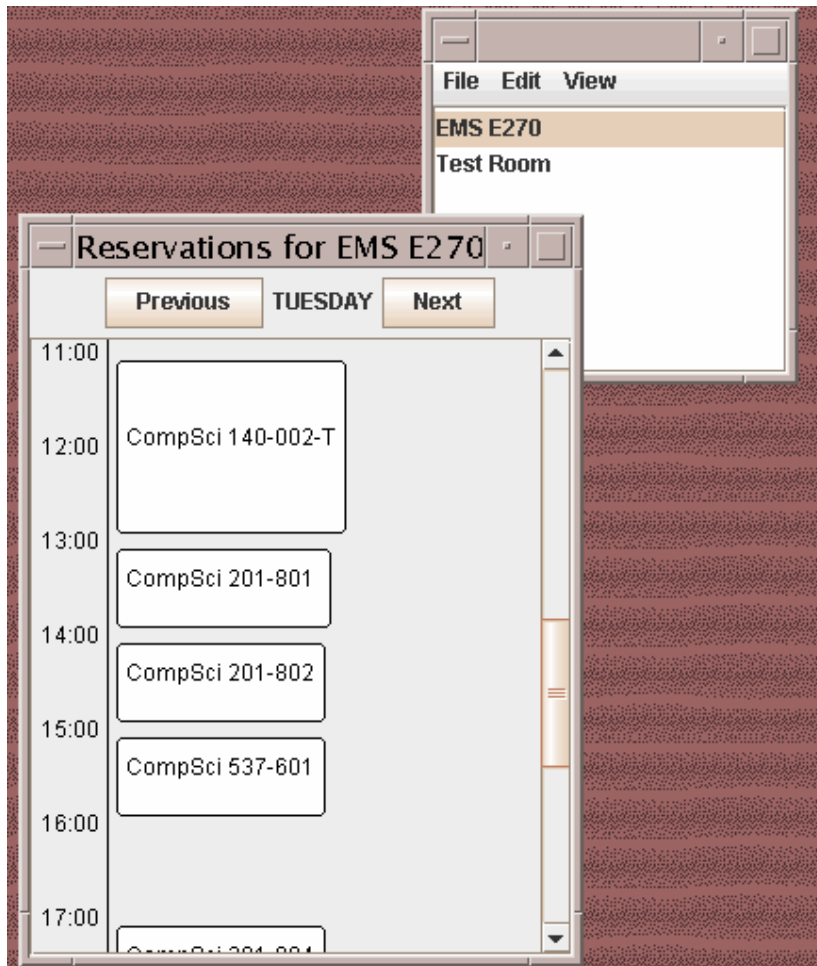 File Edit View
EMS E270
Test Room
Reservations for EMS E270
Previous TUESDAY Next
11:00
12:00 CompSci 140-002-T
13:00
CompSci 201-801
14:00
CompSci 201-802
15:00
CompSci 537-601
16:00
17:00